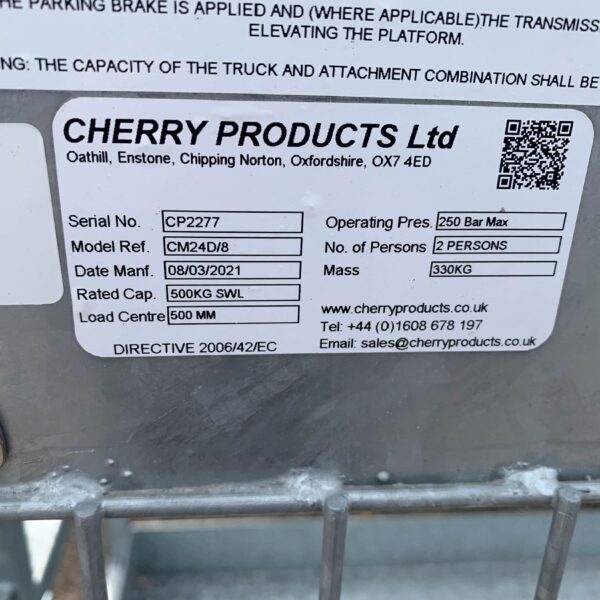 PARKING BRAKE IS APPLIED AND (WHERE APPLICABLE)THE
ELEVATING THE PLATFORM.
THE CAPACITY OF THE TRUCK AND ATTACHMENT COMBINATION SHALL BE
CHERRY PRODUCTS Ltd
Oathill, Enstone, Chipping Norton, Oxfordshire, OX7 4ED
Serial No. CP2277
Model Ref. CM24D/8
Date Manf. 08/03/2021
Rated Cap. 500KG SWL
Load Centre 500 MM
DIRECTIVE 2006/42/EC
Operating Pres. 250 Bar Max
No. of Persons 2 PERSONS
Mass 330KG
www.cherryproducts.co.uk
Tel: +44 (0)1608 678 197
Email: sales@cherryproducts.co.uk